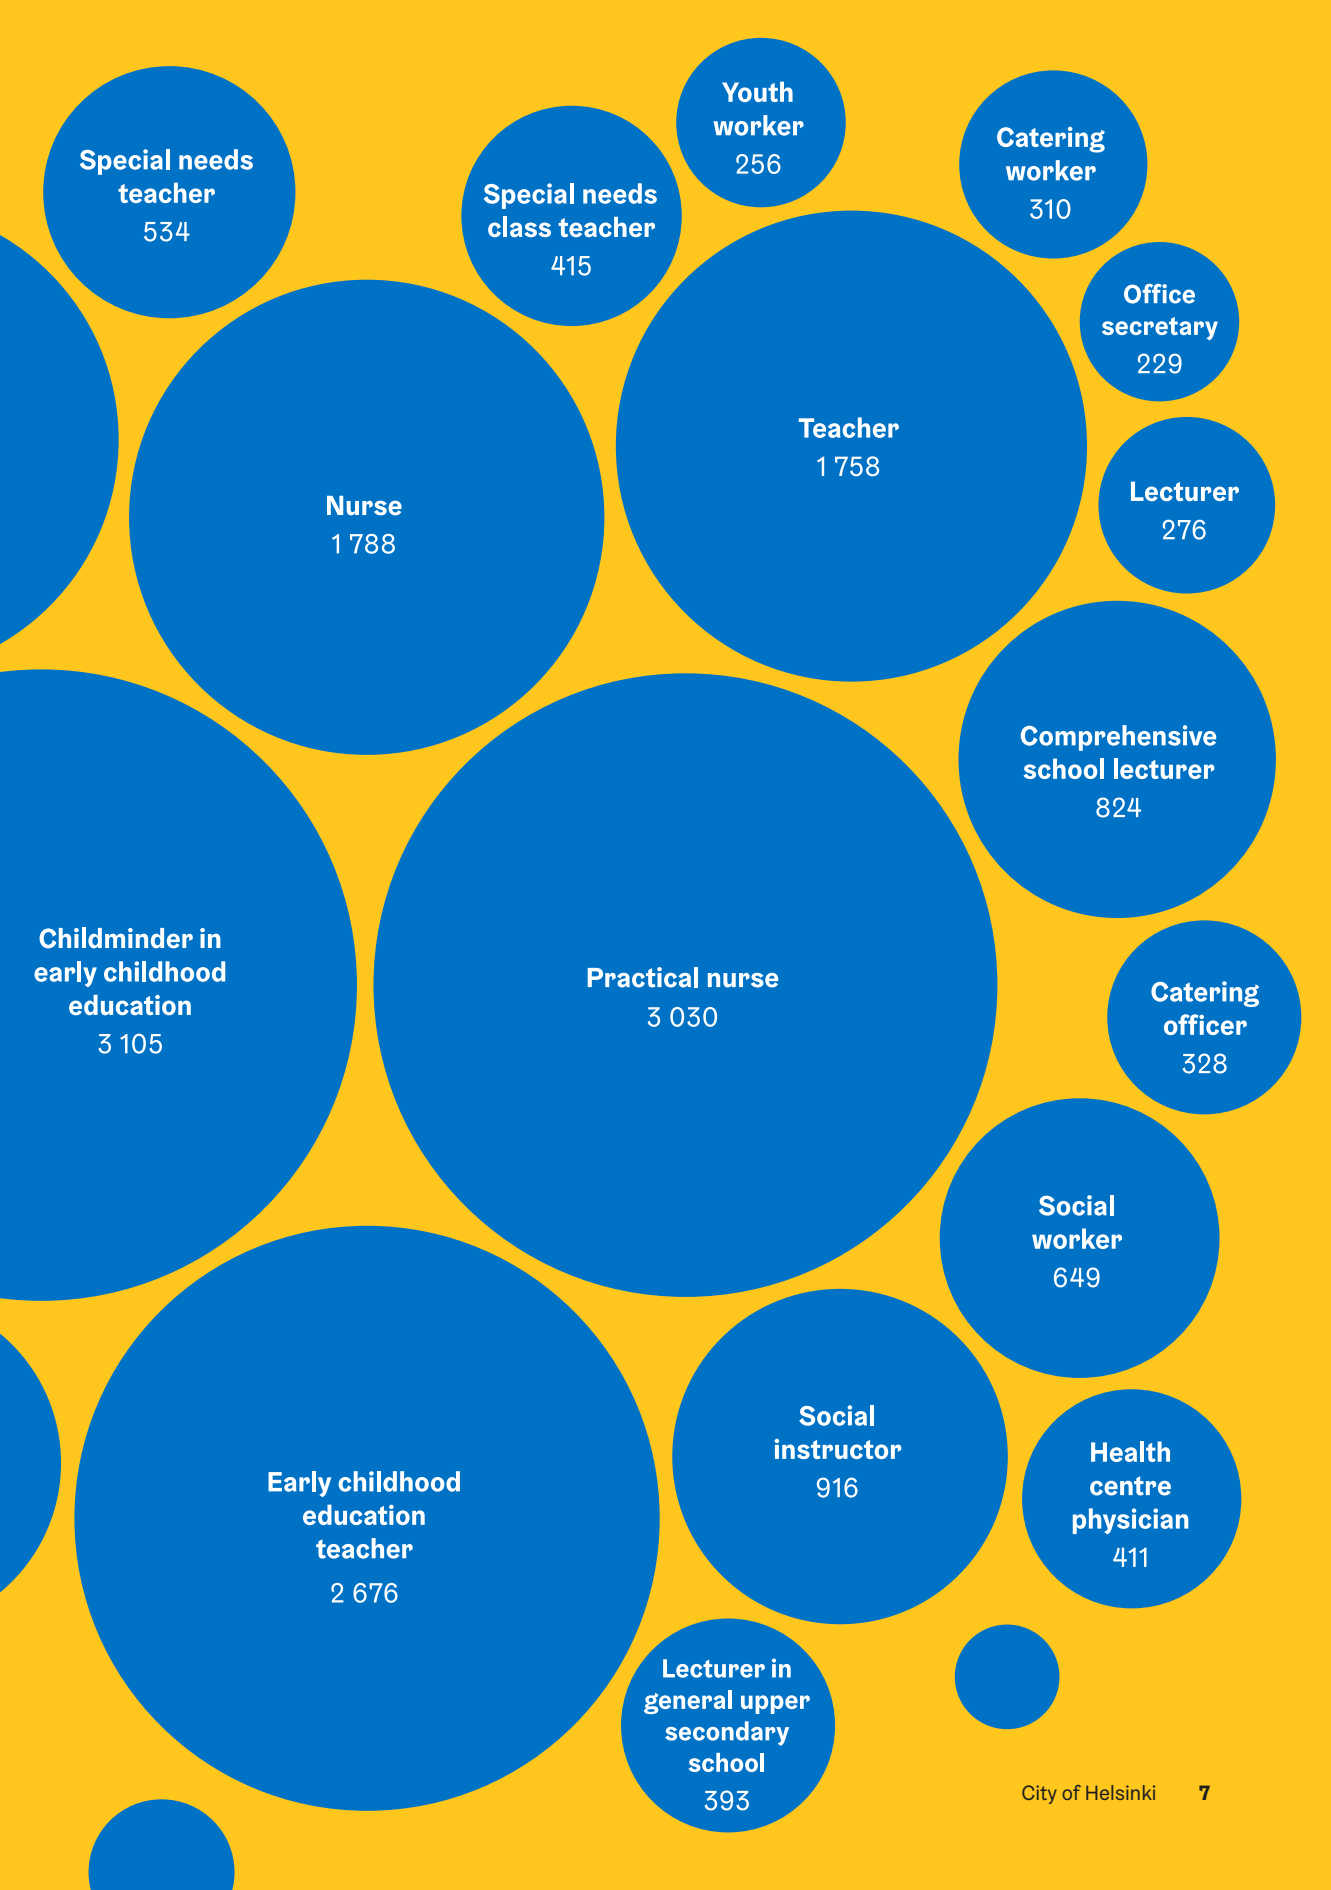 Youth
worker
256
Catering
worker
310
Special needs
teacher
534
Special needs
class teacher
415
Office
secretary
229
Teacher
1 758
Lecturer
276
Nurse
1 788
Comprehensive
school lecturer
824
Childminder in
early childhood
education
3 105
Practical nurse
3 030
Catering
officer
328
Social
worker
649
Social
instructor
916
Health
centre
physician
411
Early childhood
education
teacher
2 676
Lecturer in
general upper
secondary
school
393
City of Helsinki 7